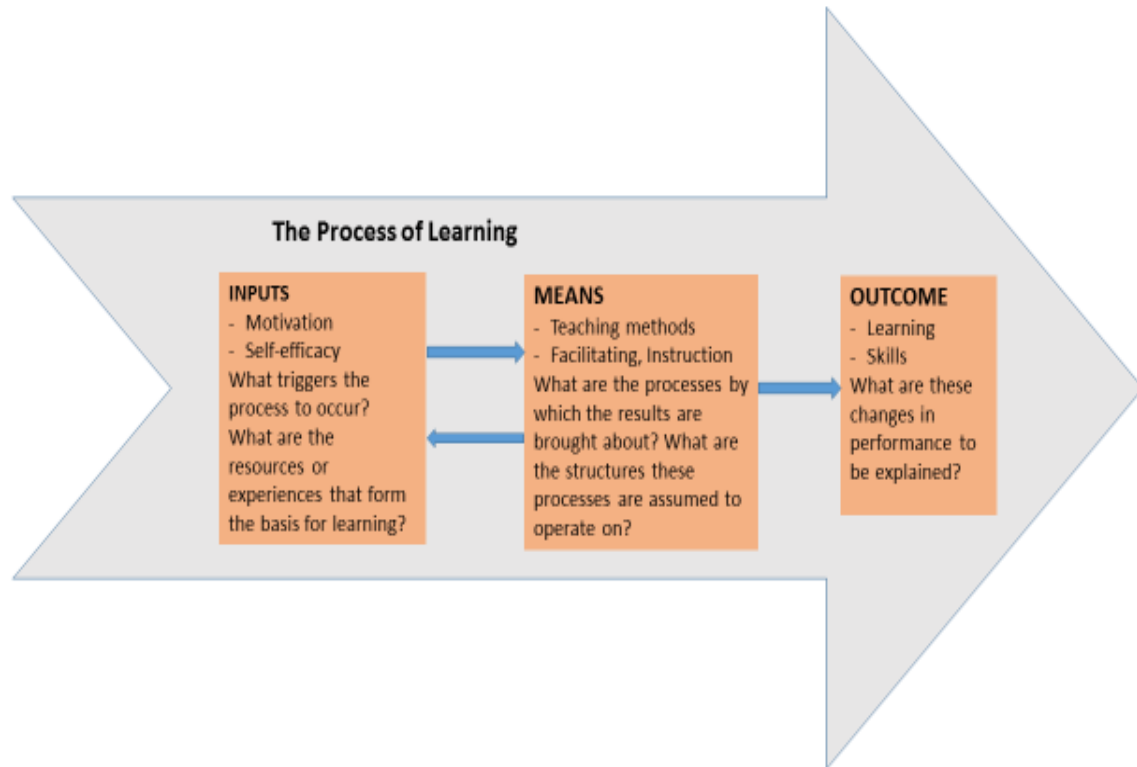 The Process of Learning
INPUTS
- Motivation
- Self-efficacy
What triggers the
process to occur?
What are the
resources or
experiences that form
the basis for learning?
MEANS
- Teaching methods
- Facilitating, Instruction
What are the processes by
which the results are
brought about? What are
the structures these
processes are assumed to
operate on?
OUTCOME
- Learning
- Skills
What are these
changes in
performance to
be explained?